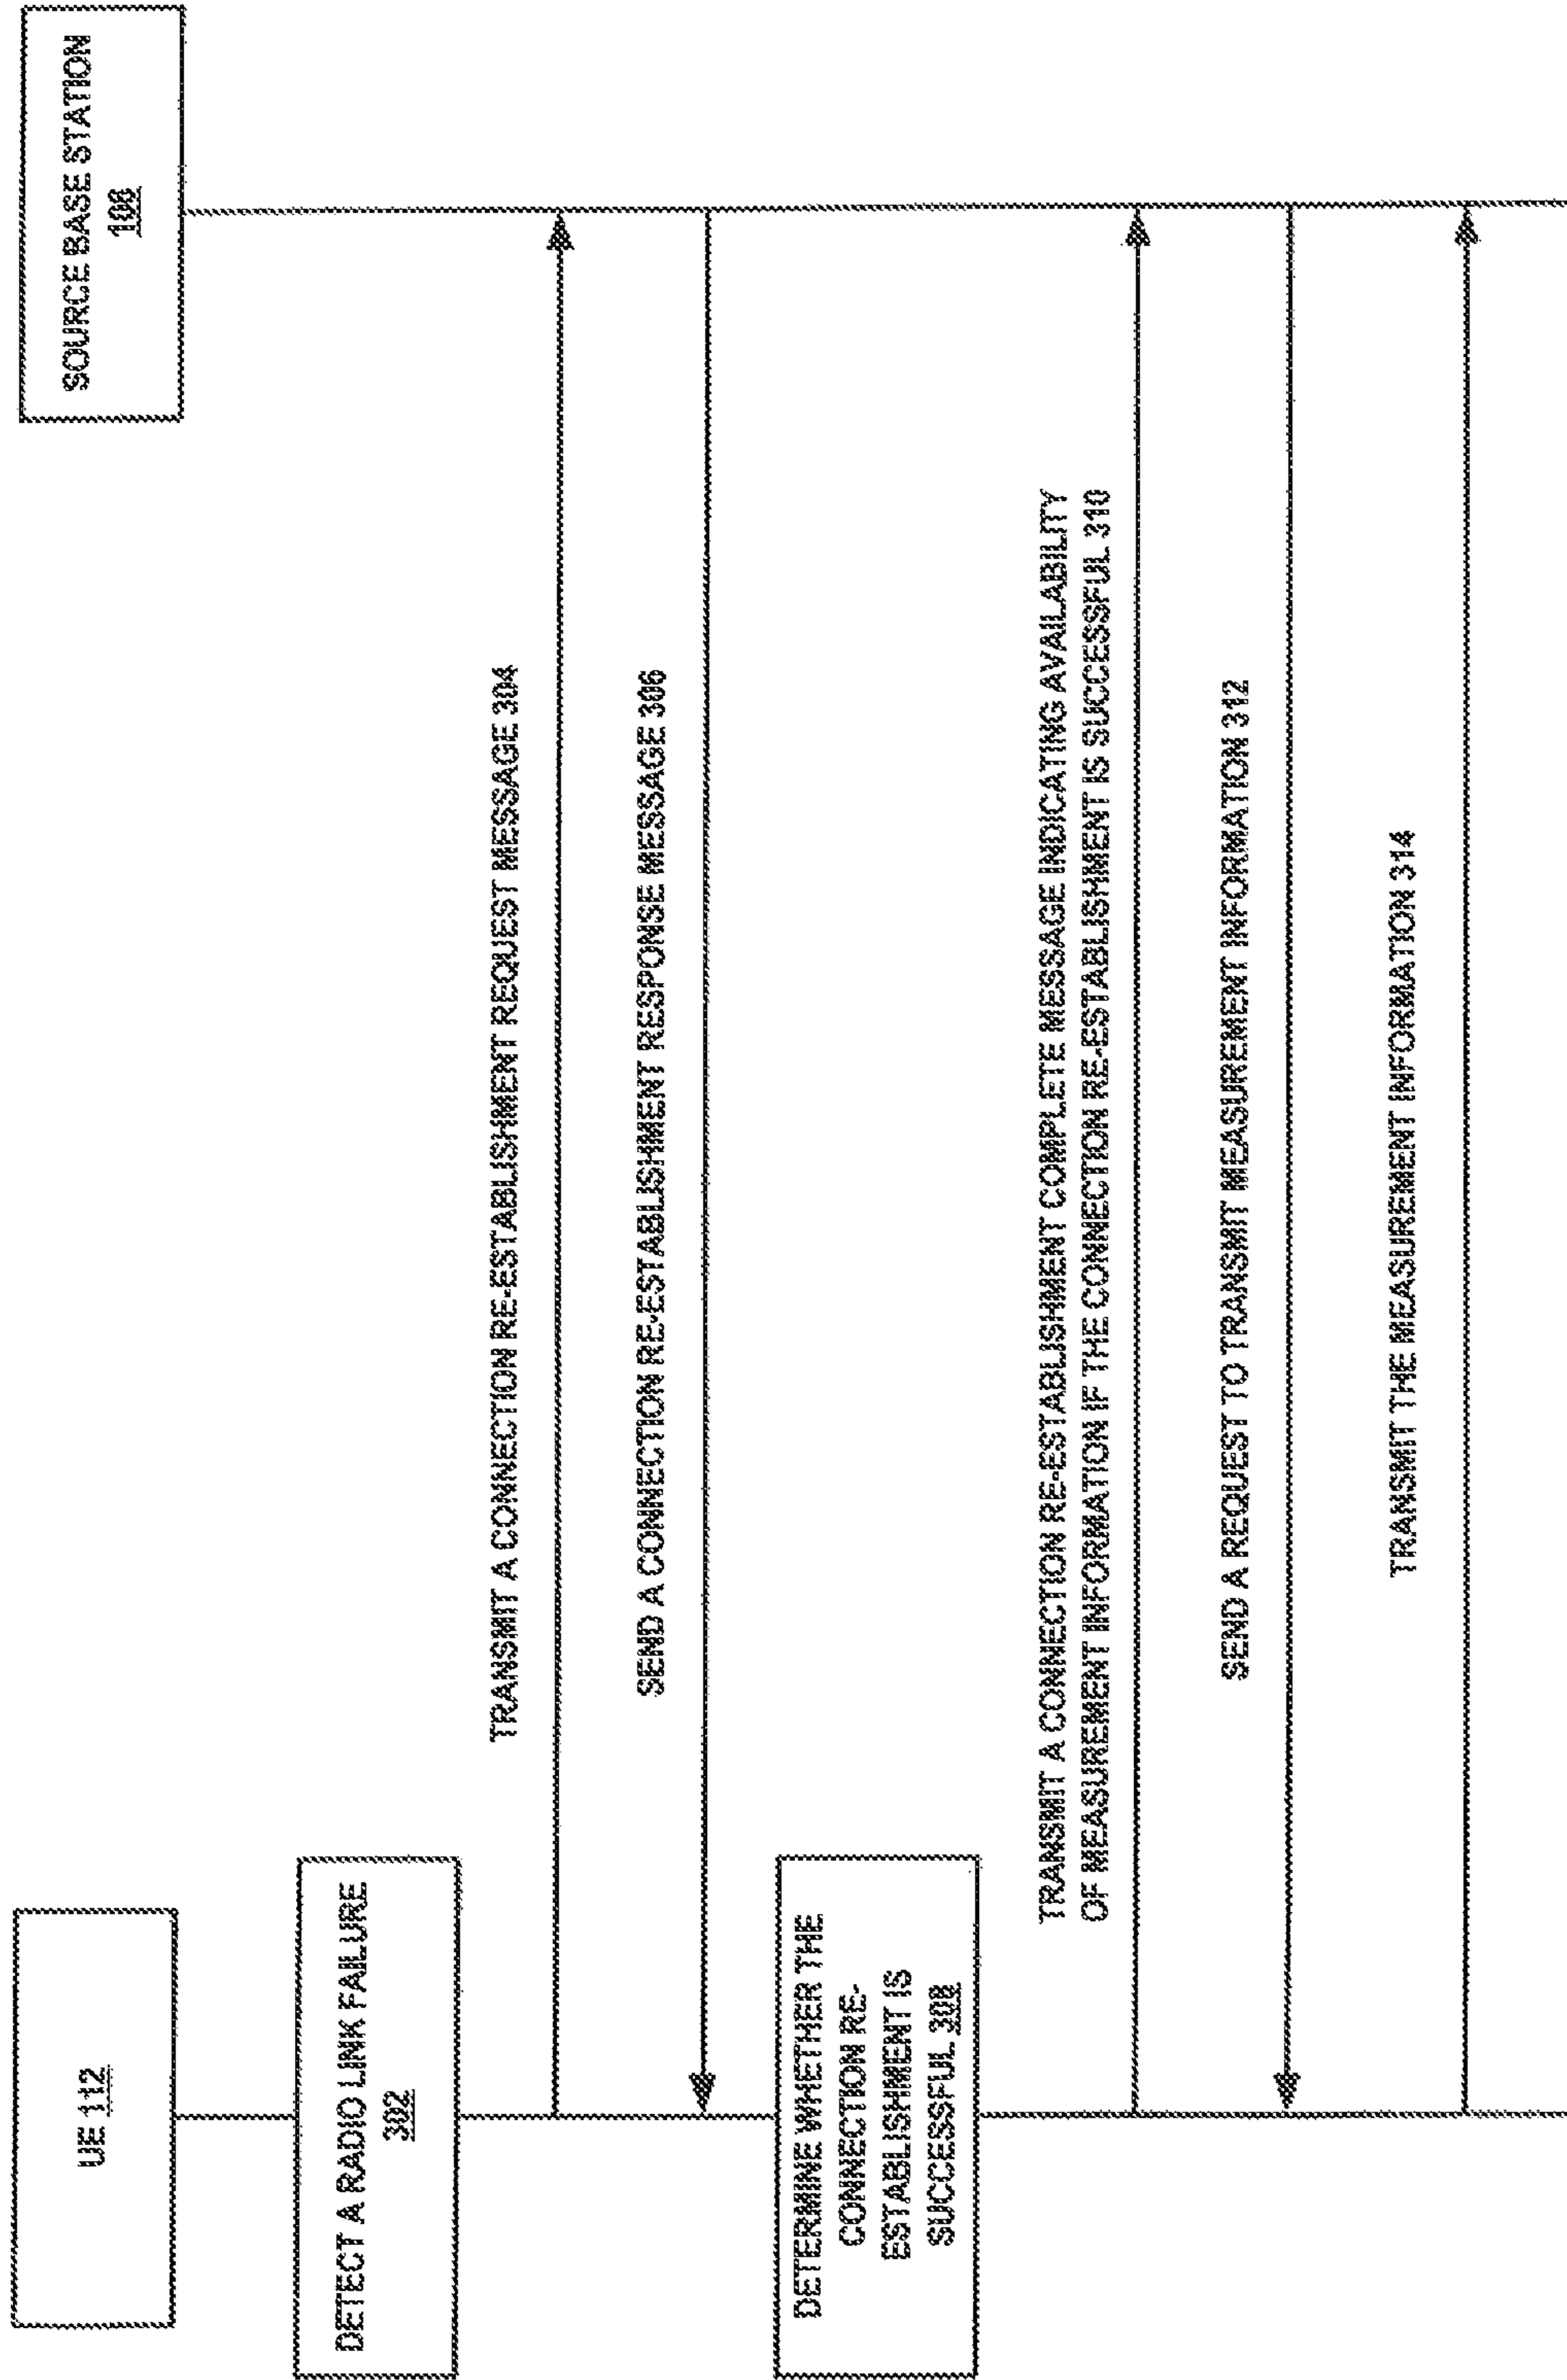 UE 112
SOURCE BASE STATION
108
DETECT A RADIO LINK FAILURE
302
TRANSMIT A CONNECTION RE-ESTABLISHMENT REQUEST MESSAGE 304
SEND A CONNECTION RE-ESTABLISHMENT RESPONSE MESSAGE 306
DETERMINE WHETHER THE
CONNECTION RE-
ESTABLISHMENT IS
SUCCESSFUL 308
TRANSMIT A CONNECTION RE-ESTABLISHMENT COMPLETE MESSAGE INDICATING AVAILABILITY
OF MEASUREMENT INFORMATION IF THE CONNECTION RE-ESTABLISHMENT IS SUCCESSFUL 310
SEND A REQUEST TO TRANSMIT MEASUREMENT INFORMATION 312
TRANSMIT THE MEASUREMENT INFORMATION 314